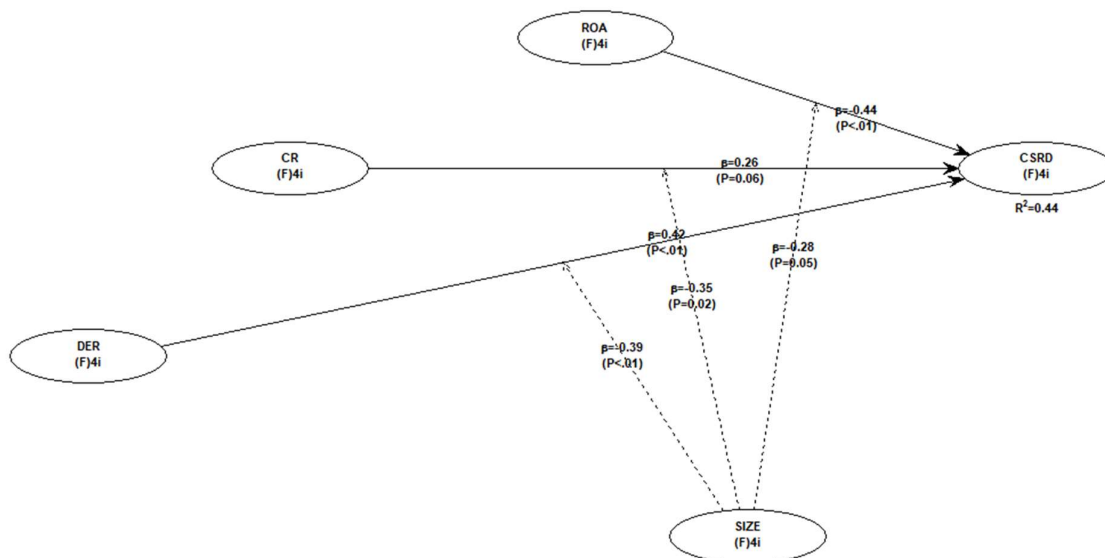 ROA
(F)4i
β=-0.44
(P<.01)
CR
(F)4i
β=0.26
(P=0.06)
CSRD
(F)4i
R²=0.44
β=0.42
(P<.01)
β=-0.28
(P=0.05)
β=-0.35
(P=0.02)
DER
(F)4i
β=-0.39
(P<.01)
SIZE
(F)4i